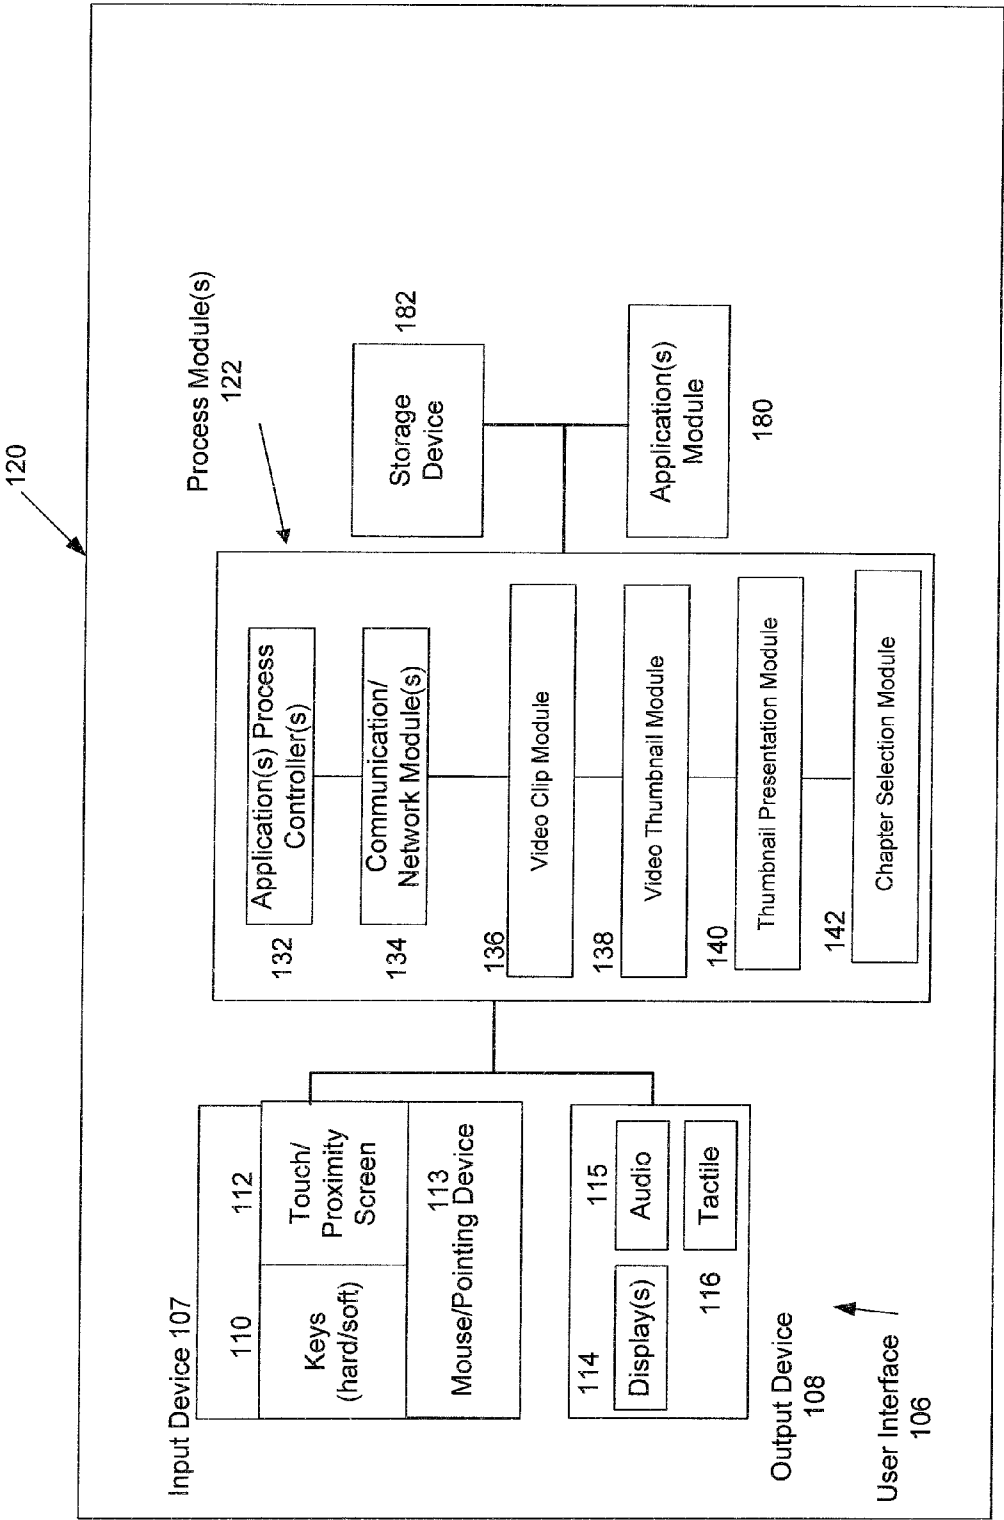 120
Process Module(s)
122
Input Device 107
110
112
Keys
(hard/soft)
Touch/
Proximity
Screen
113
Mouse/Pointing Device
114
115
Display(s)
Audio
116
Tactile
Output Device
108
User Interface
106
132
Application(s) Process
Controller(s)
134
Communication/
Network Module(s)
136
Video Clip Module
138
Video Thumbnail Module
140
Thumbnail Presentation Module
142
Chapter Selection Module
Storage
Device
182
Application(s)
Module
180